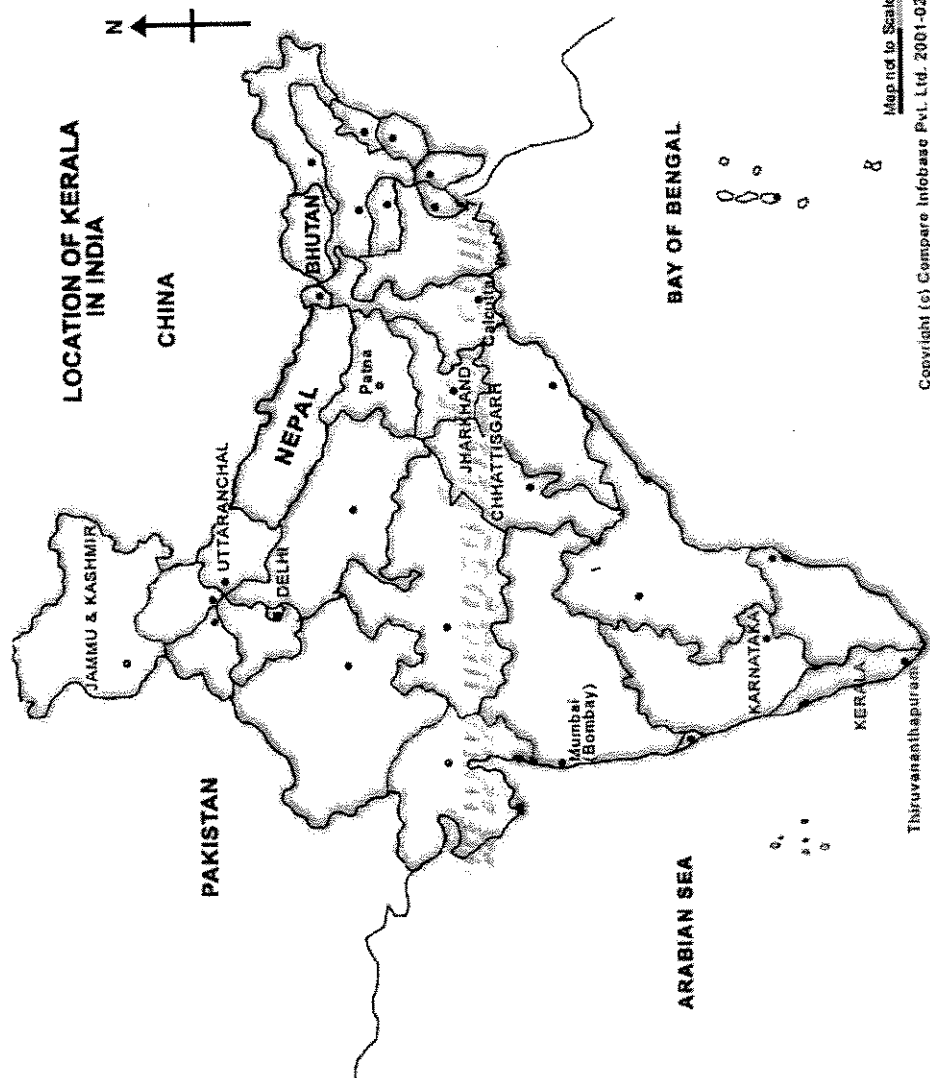 LOCATION OF KERALA
IN INDIA
N
CHINA
JAMMU & KASHMIR
UTTARANCHAL
DELHI
PAKISTAN
NEPAL
BHUTAN
Patna
JHARKHAND
Calcutta
CHHATTISGARH
Mumbai
(Bombay)
ARABIAN SEA
BAY OF BENGAL
KARNATAKA
KERALA
Thiruvananthapuram
Map not to Scale
Copyright (c) Compare Infobase Pvt. Ltd. 2001-02